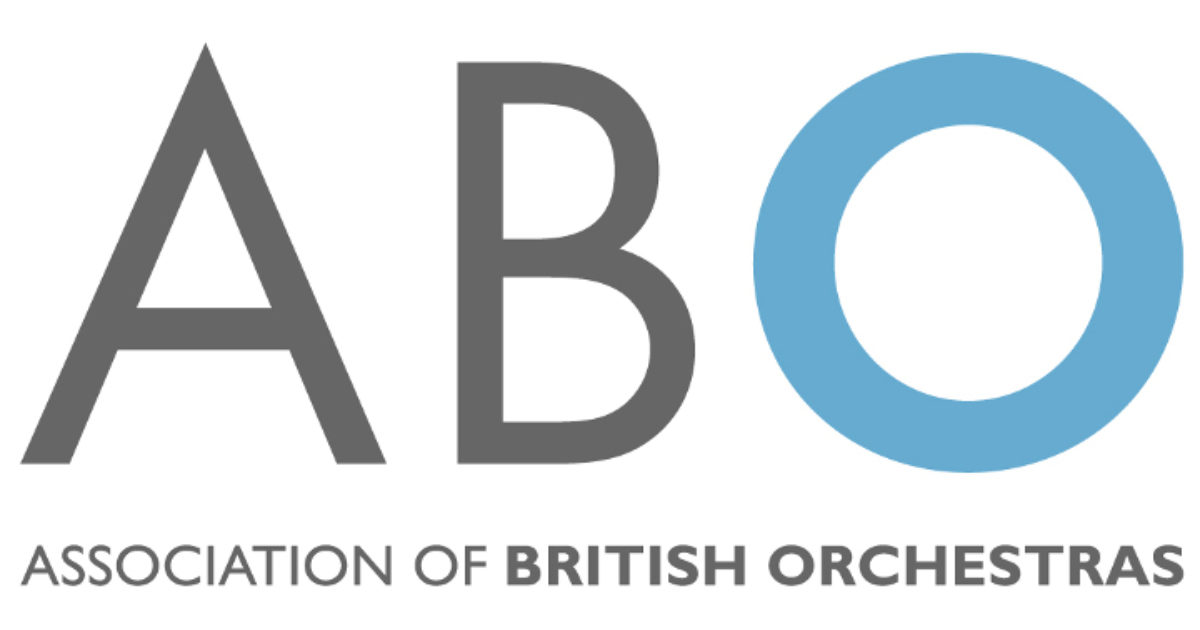 ABO
ASSOCIATION OF BRITISH ORCHESTRAS